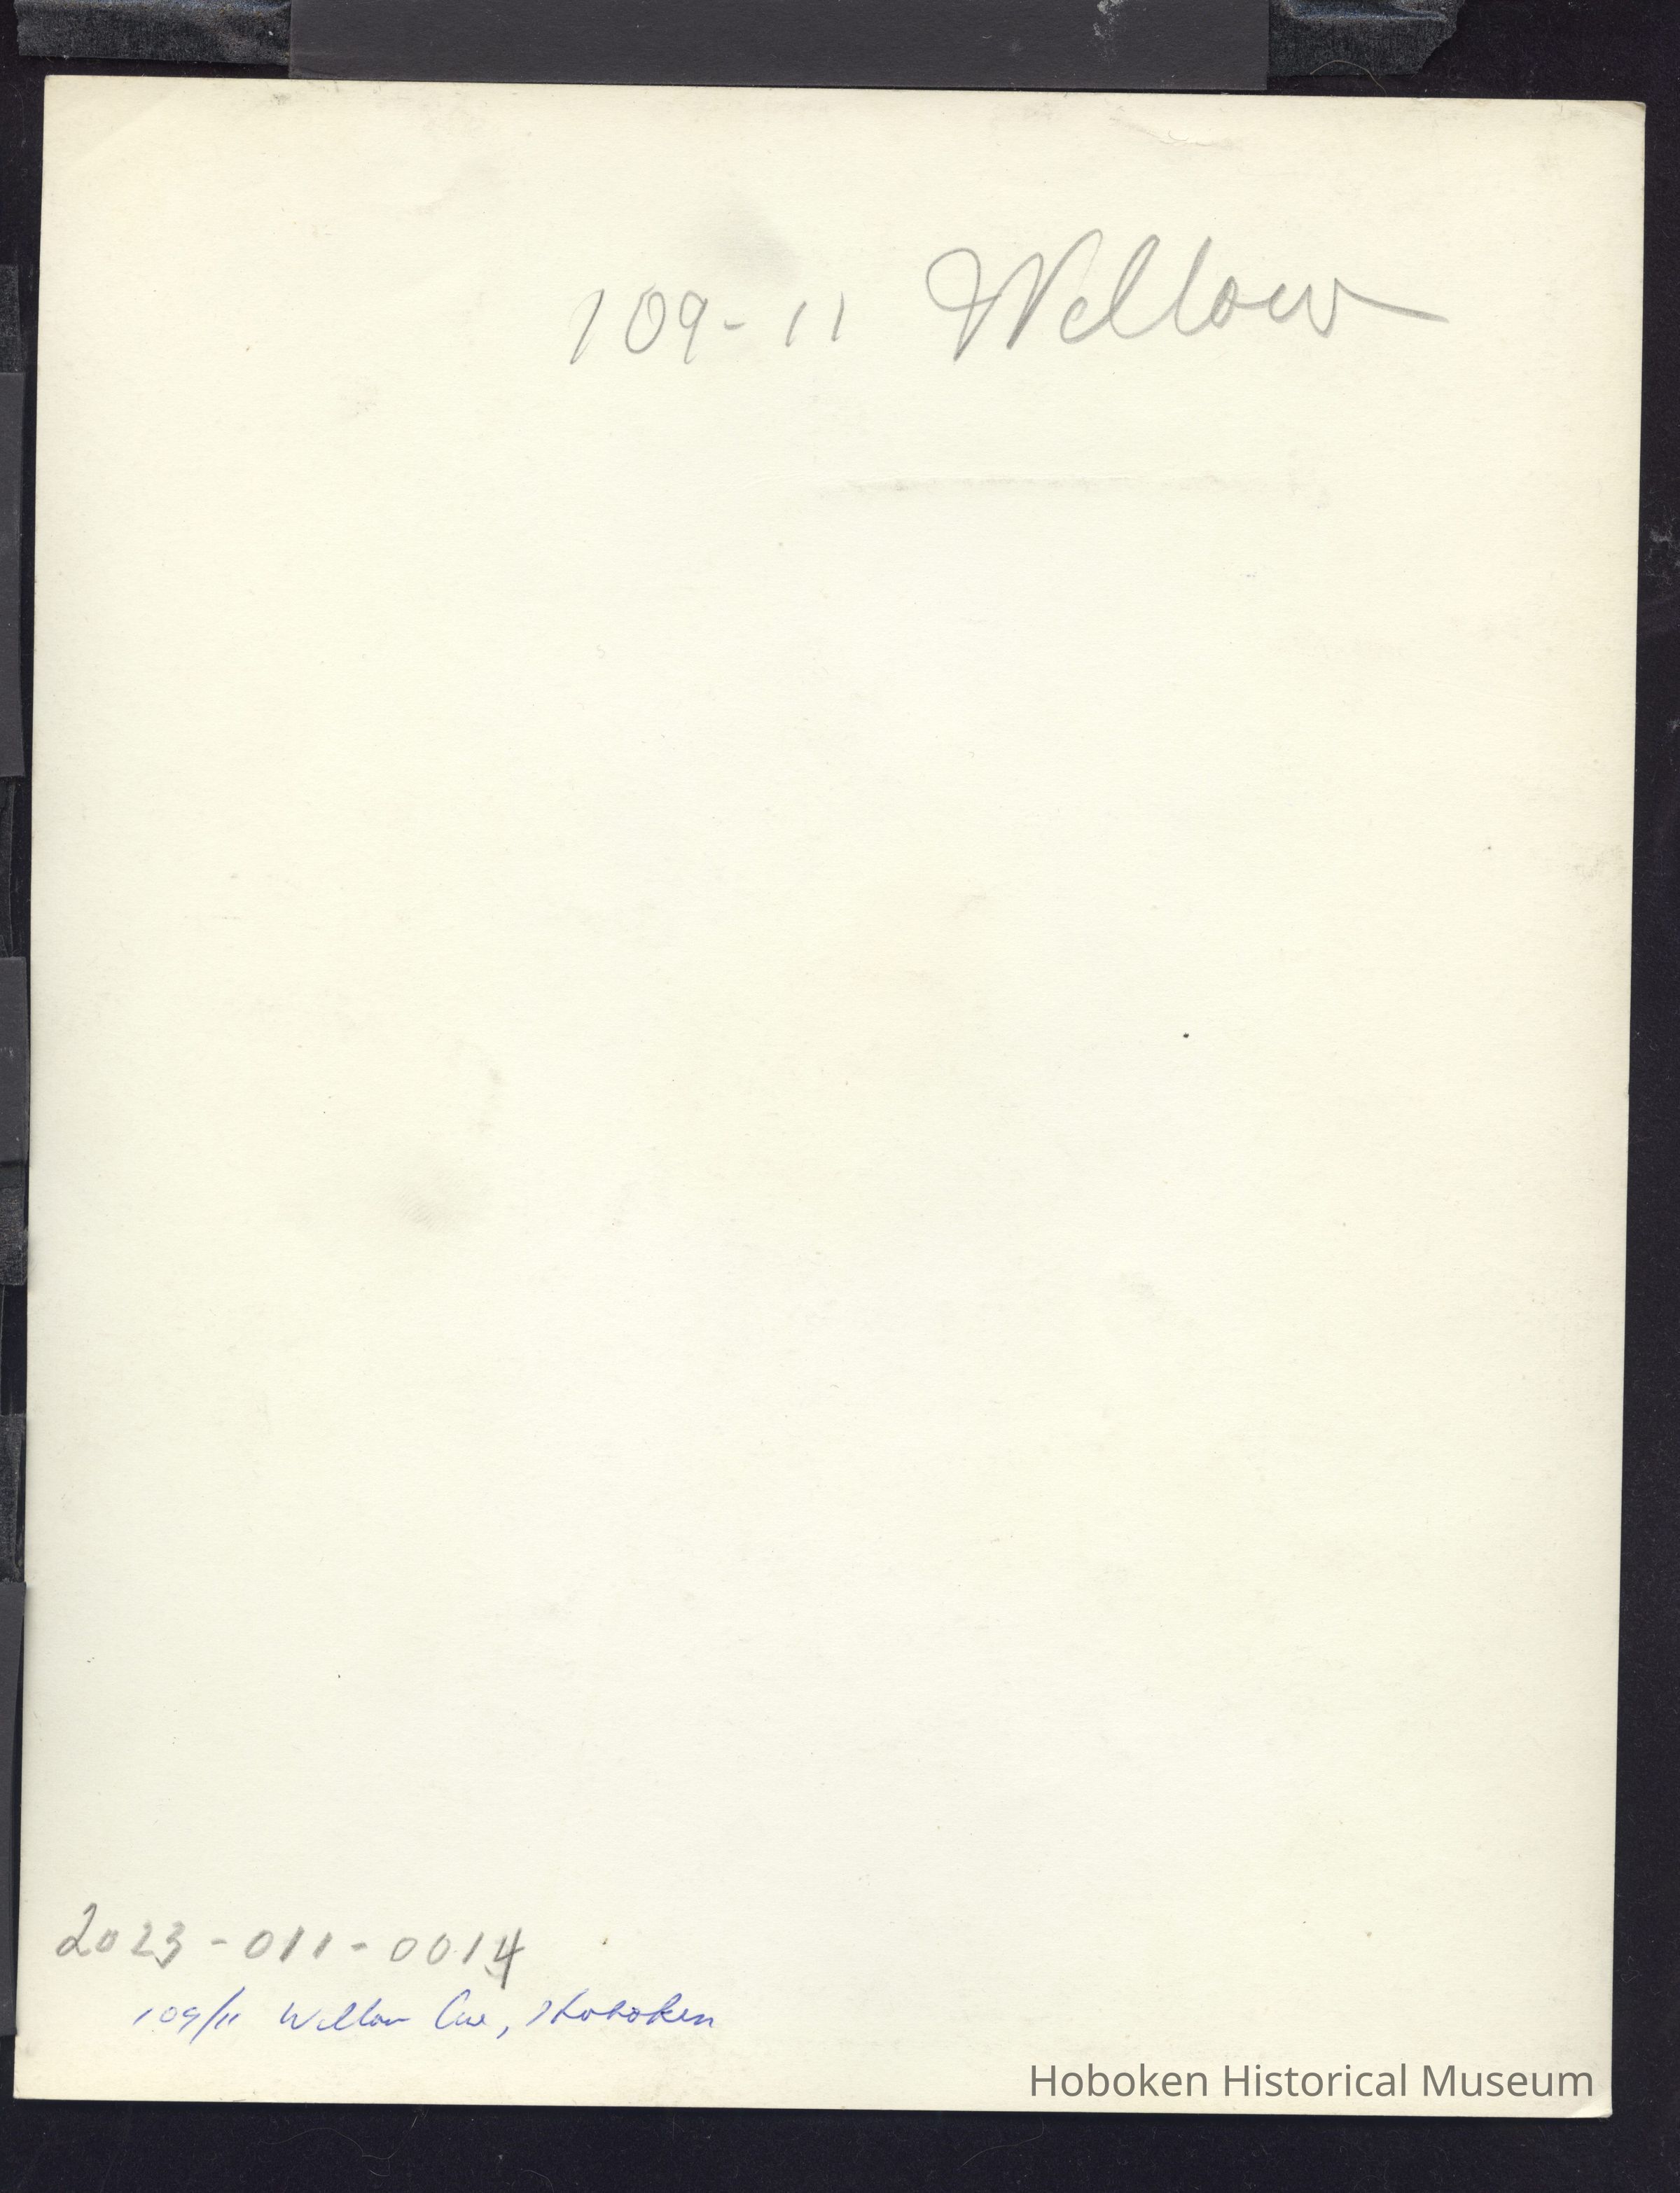 109-11 Willow
2023-011-0014
109/11 Willow Ave, Hoboken
Hoboken Historical Museum